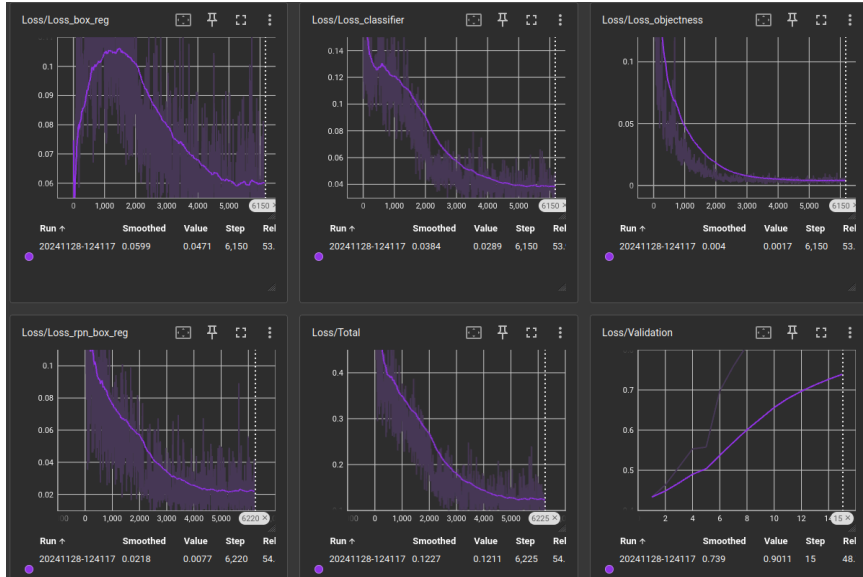 Loss/Loss_box_reg
0.1
0.09
0.08
0.07
0.06
0 1,000 2,000 3,000 4,000 5,000 6150 ×
Run ↑ Smoothed Value Step Rel
20241128-124117 0.0599 0.0471 6,150 53.
Loss/Loss_classifier
0.14
0.12
0.1
0.08
0.06
0.04
0 1,000 2,000 3,000 4,000 5,000 6150 ×
Run ↑ Smoothed Value Step Rel
20241128-124117 0.0384 0.0289 6,150 53.
Loss/Loss_objectness
0.1
0.05
0
1,000 2,000 3,000 4,000 5,000 6150 ×
Run ↑ Smoothed Value Step Rel
20241128-124117 0.004 0.0017 6,150 53.
Loss/Loss_rpn_box_reg
0.1
0.08
0.06
0.04
0.02
00 0 1,000 2,000 3,000 4,000 5,000 6220 ×
Run ↑ Smoothed Value Step Rel
20241128-124117 0.0218 0.0077 6,220 54.
Loss/Total
0.4
0.3
0.2
0 1,000 2,000 3,000 4,000 5,000 6225 ×
Run ↑ Smoothed Value Step Rel
20241128-124117 0.1227 0.1211 6,225 54.
Loss/Validation
0.7
0.6
0.5
2 4 6 8 10 12 15 ×
Run ↑ Smoothed Value Step Rel
20241128-124117 0.739 0.9011 15 48.